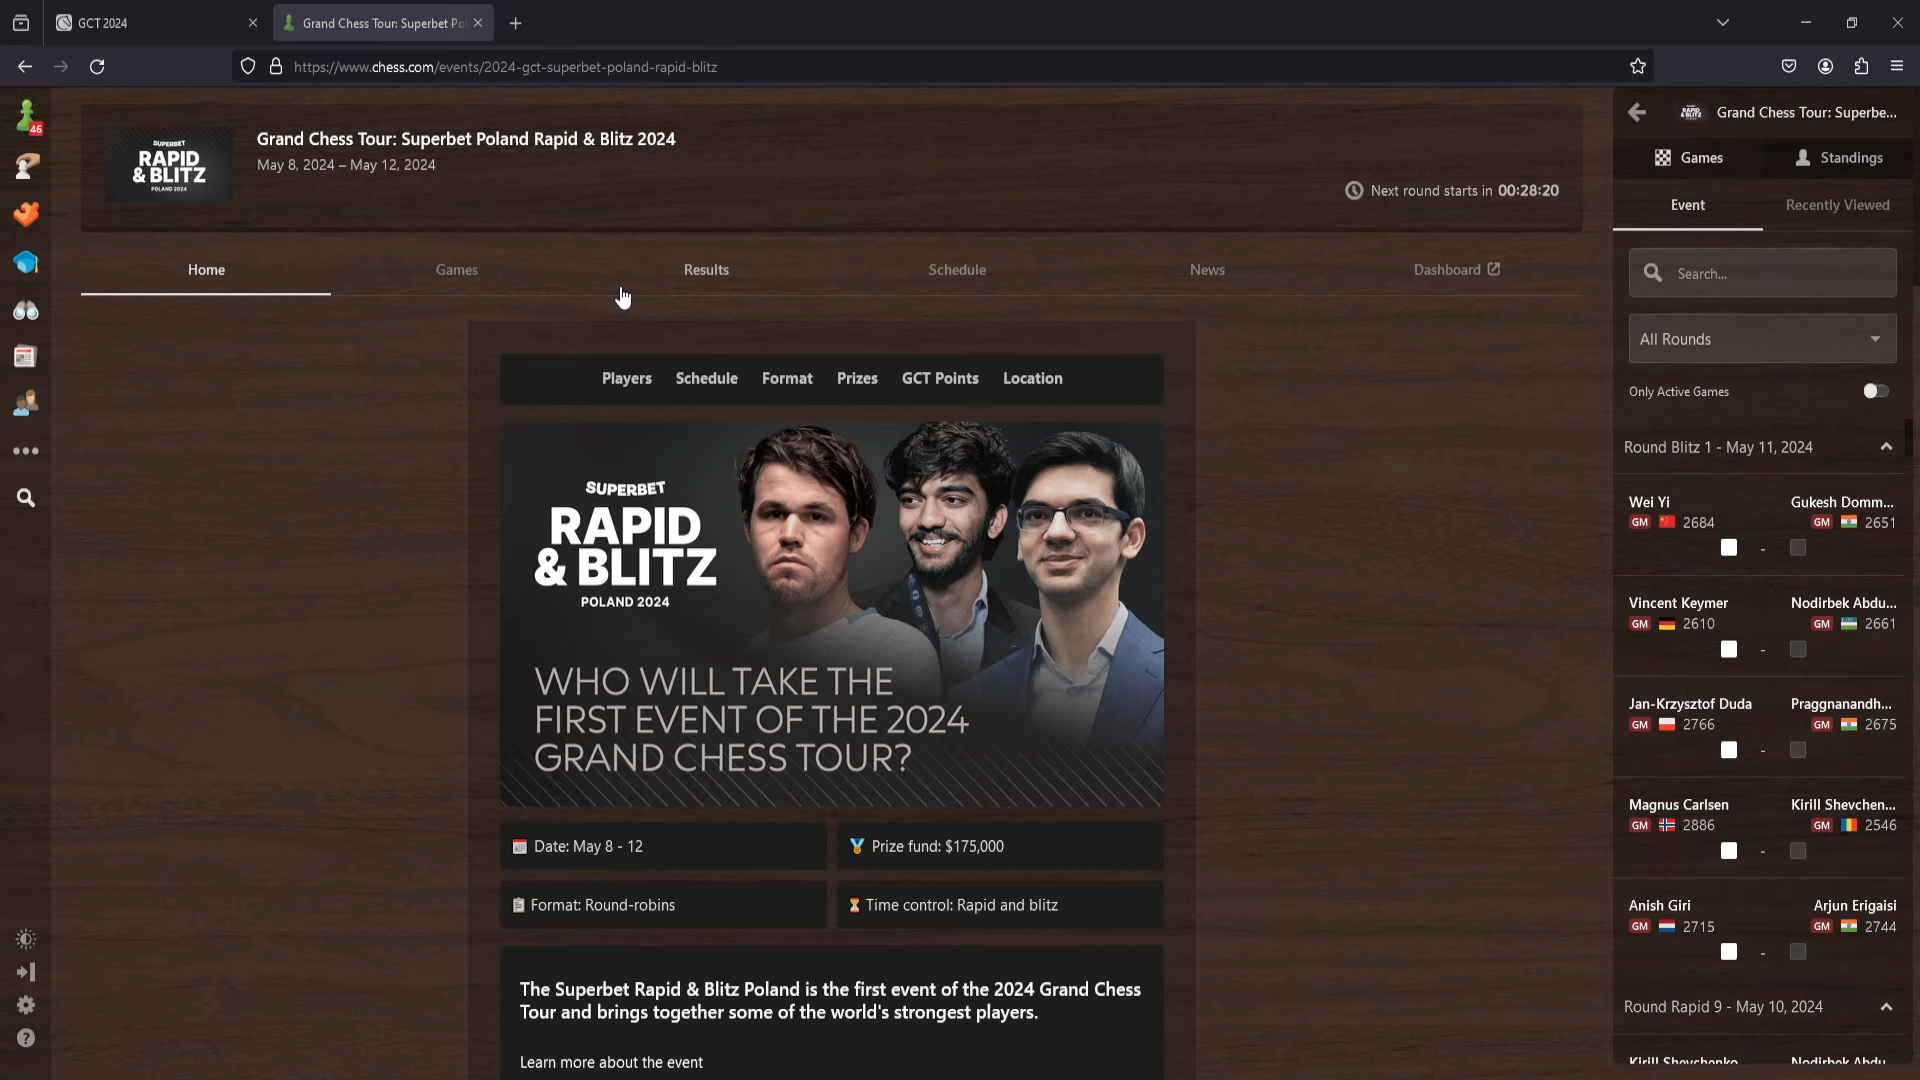 GCT 2024
Grand Chess Tour: Superbet Pol
https://www.chess.com/events/2024-gct-superbet-poland-rapid-blitz
46
SUPERBET
RAPID
& BLITZ
POLAND 2024
Grand Chess Tour: Superbet Poland Rapid & Blitz 2024
May 8, 2024 – May 12, 2024
Next round starts in 00:28:20
Home
Games
Results
Schedule
News
Dashboard
Players
Schedule
Format
Prizes
GCT Points
Location
SUPERBET
RAPID
& BLITZ
POLAND 2024
WHO WILL TAKE THE
FIRST EVENT OF THE 2024
GRAND CHESS TOUR?
Date: May 8 - 12
Prize fund: $175,000
Format: Round-robins
Time control: Rapid and blitz
The Superbet Rapid & Blitz Poland is the first event of the 2024 Grand Chess
Tour and brings together some of the world's strongest players.
Learn more about the event
RAPID
& BLITZ
Grand Chess Tour: Superbe...
Games
Standings
Event
Recently Viewed
Search...
All Rounds
Only Active Games
Round Blitz 1 - May 11, 2024
Wei Yi
Gukesh Domm...
GM 2684
GM 2651
-
Vincent Keymer
Nodirbek Abdu...
GM 2610
GM 2661
-
Jan-Krzysztof Duda
Praggnanandh...
GM 2766
GM 2675
-
Magnus Carlsen
Kirill Shevchen...
GM 2886
GM 2546
-
Anish Giri
Arjun Erigaisi
GM 2715
GM 2744
-
Round Rapid 9 - May 10, 2024
Kirill Shevchenko
Nodirbek Abdu...